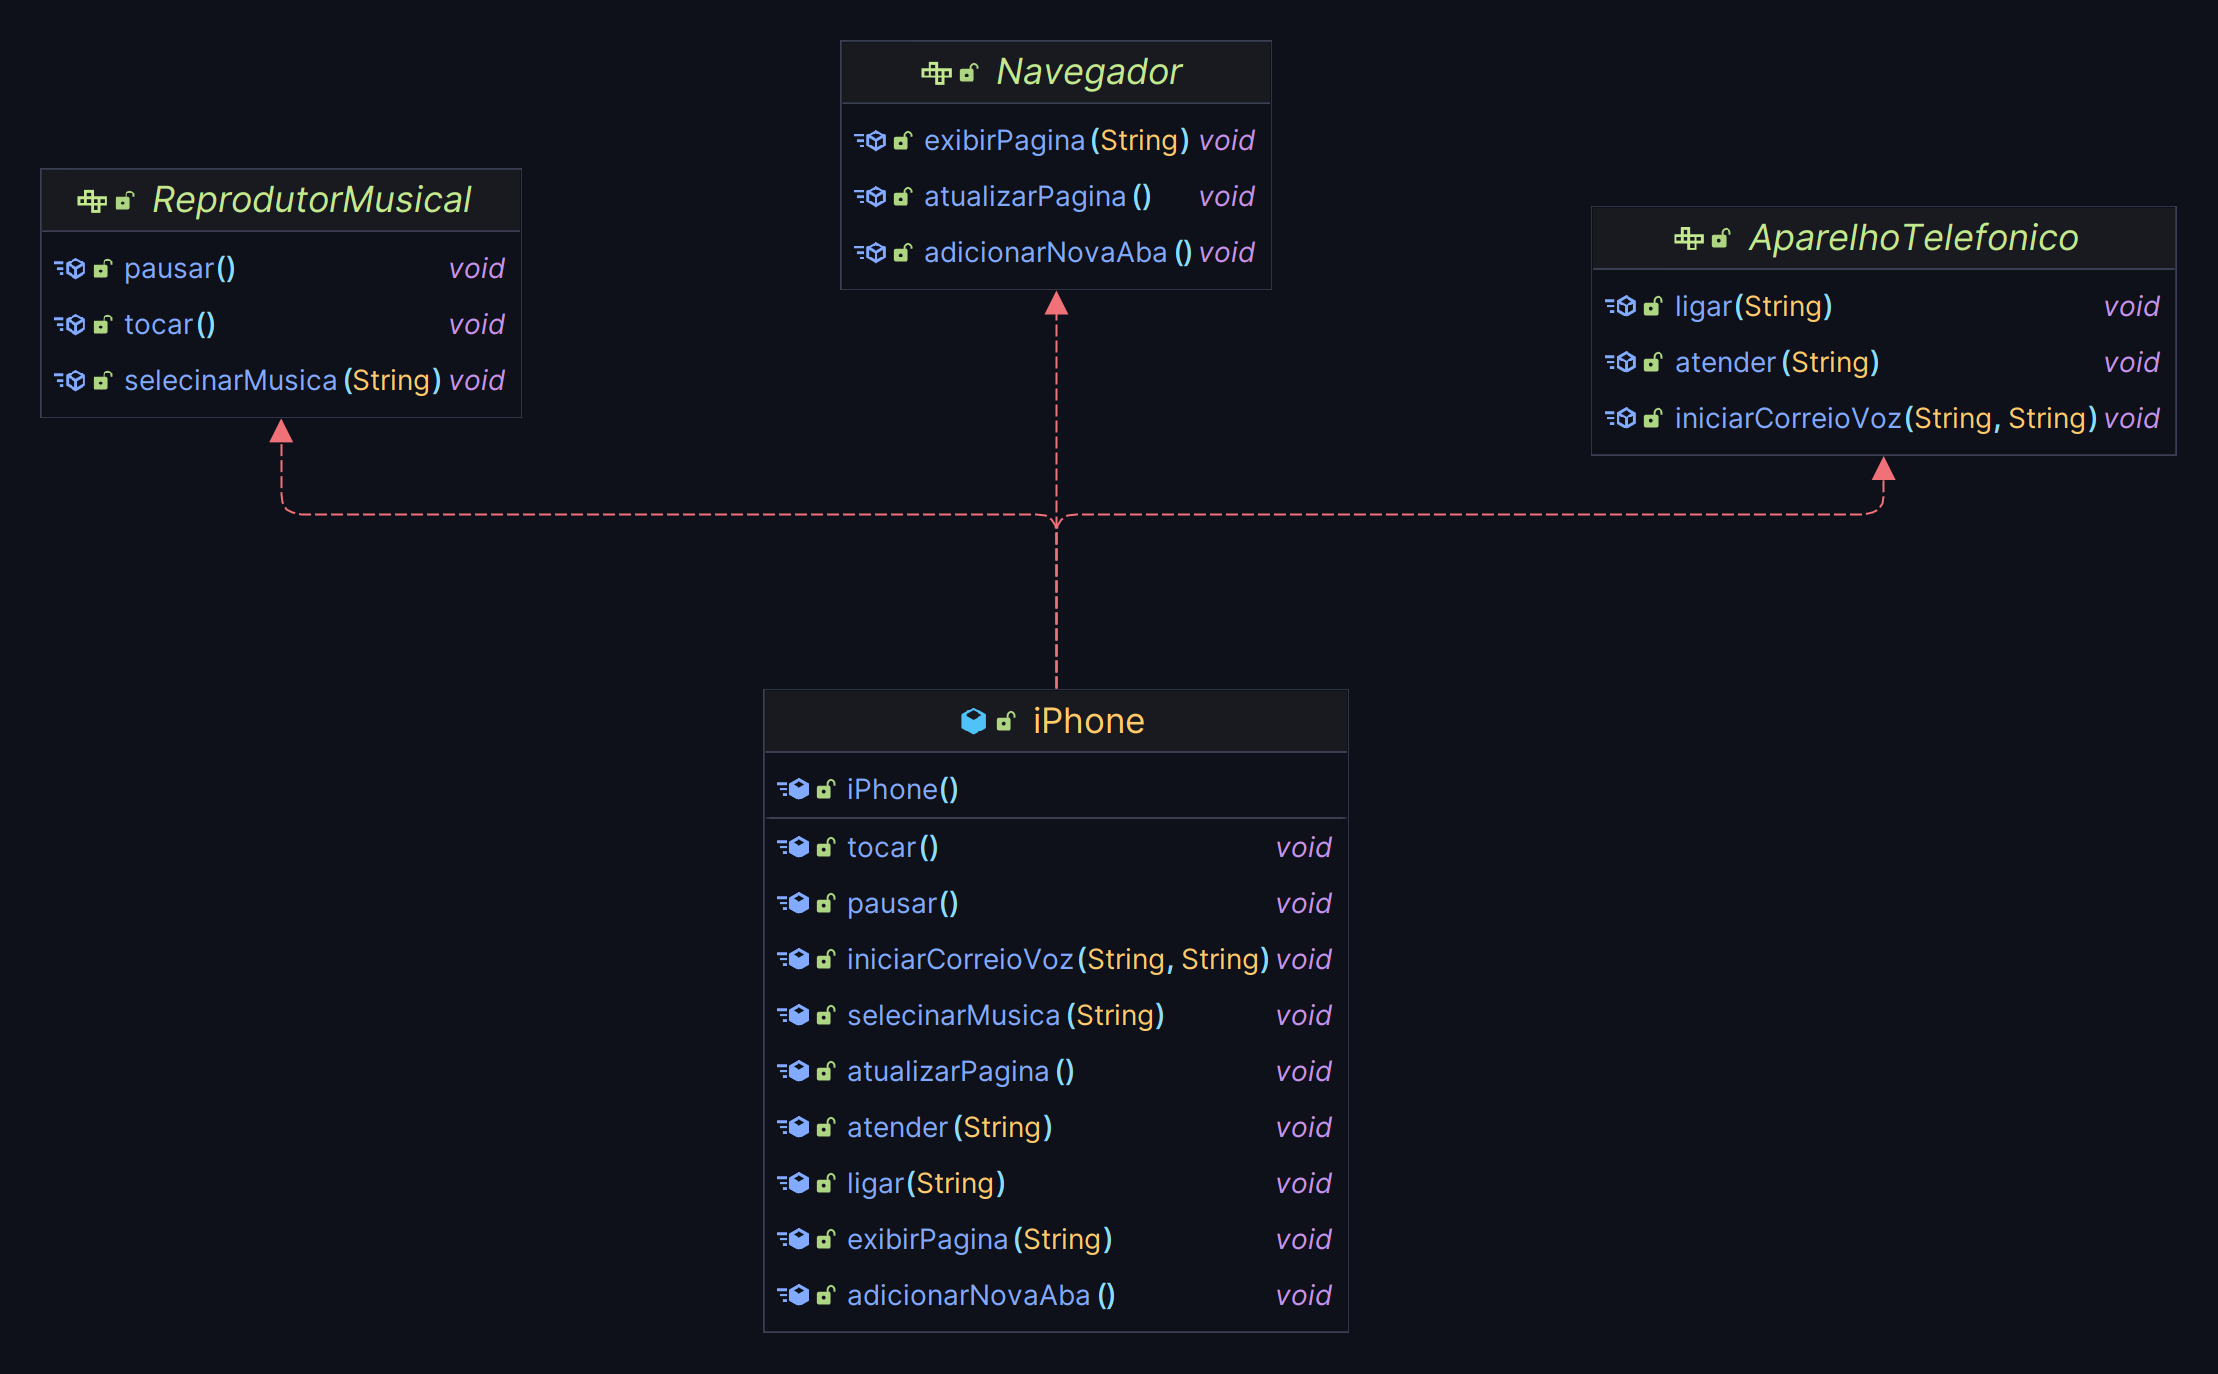 Navegador
exibirPagina(String) void
atualizarPagina() void
adicionarNovaAba() void
ReprodutorMusical
pausar() void
tocar() void
selecinarMusica(String) void
AparelhoTelefonico
ligar(String) void
atender(String) void
iniciarCorreioVoz(String, String) void
iPhone
iPhone()
tocar() void
pausar() void
iniciarCorreioVoz(String, String) void
selecinarMusica(String) void
atualizarPagina() void
atender(String) void
ligar(String) void
exibirPagina(String) void
adicionarNovaAba() void